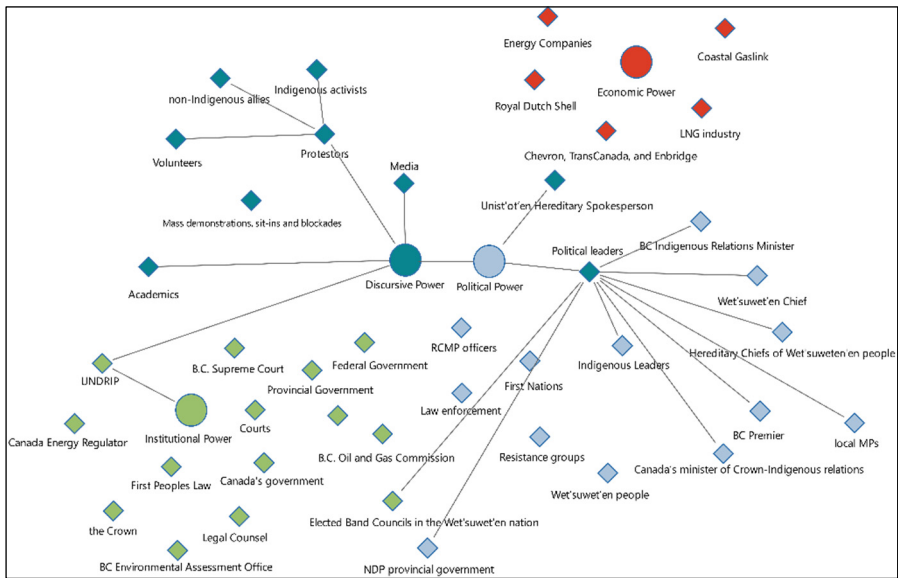 Energy Companies
Coastal Gaslink
Indigenous activists
non-Indigenous allies
Royal Dutch Shell
Economic Power
LNG industry
Protestors
Volunteers
Chevron, TransCanada, and Enbridge
Media
Unist'ot'en Hereditary Spokesperson
Mass demonstrations, sit-ins and blockades
BC Indigenous Relations Minister
Political leaders
Academics
Discursive Power
Political Power
Wet'suwet'en Chief
RCMP officers
Hereditary Chiefs of Wet'suweten'en people
B.C. Supreme Court
Federal Government
Indigenous Leaders
UNDRIP
Provincial Government
First Nations
Law enforcement
Canada Energy Regulator
Institutional Power
Courts
BC Premier
local MPs
B.C. Oil and Gas Commission
Resistance groups
Canada's minister of Crown-Indigenous relations
First Peoples Law
Canada's government
Wet'suwet'en people
Elected Band Councils in the Wet'suwet'en nation
the Crown
Legal Counsel
BC Environmental Assessment Office
NDP provincial government